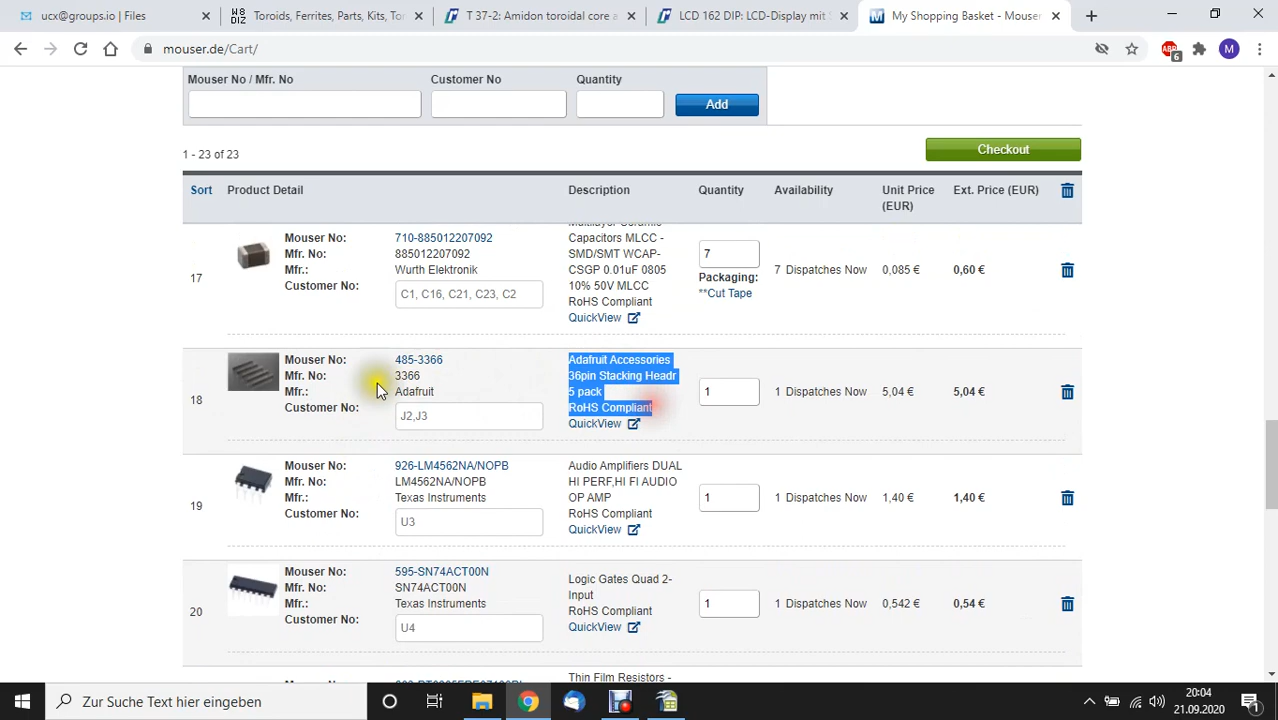 ucx@groups.io | Files
W8 DIZ Toroids, Ferrites, Parts, Kits, To
T 37-2: Amidon toroidal core a
LCD 162 DIP: LCD-Display mit S
M My Shopping Basket - Mouser
mouser.de/Cart/
ABP 6 M
Mouser No / Mfr. No Customer No Quantity
Add
1 - 23 of 23 Checkout
Sort Product Detail Description Quantity Availability Unit Price (EUR) Ext. Price (EUR)
17
Mouser No: 710-885012207092
Mfr. No: 885012207092
Mfr.: Wurth Elektronik
Customer No: C1, C16, C21, C23, C2
Multilayer Ceramic
Capacitors MLCC -
SMD/SMT WCAP-
CSGP 0.01uF 0805
10% 50V MLCC
RoHS Compliant
QuickView
7
Packaging:
**Cut Tape
7 Dispatches Now 0,085 € 0,60 €
18
Mouser No: 485-3366
Mfr. No: 3366
Mfr.: Adafruit
Customer No: J2,J3
Adafruit Accessories
36pin Stacking Headr
5 pack
RoHS Compliant
QuickView
1
1 Dispatches Now 5,04 € 5,04 €
19
Mouser No: 926-LM4562NA/NOPB
Mfr. No: LM4562NA/NOPB
Mfr.: Texas Instruments
Customer No: U3
Audio Amplifiers DUAL
HI PERF,HI FI AUDIO
OP AMP
RoHS Compliant
QuickView
1
1 Dispatches Now 1,40 € 1,40 €
20
Mouser No: 595-SN74ACT00N
Mfr. No: SN74ACT00N
Mfr.: Texas Instruments
Customer No: U4
Logic Gates Quad 2-
Input
RoHS Compliant
QuickView
1
1 Dispatches Now 0,542 € 0,54 €
Thin Film Resistors -
Zur Suche Text hier eingeben
20:04
21.09.2020
1